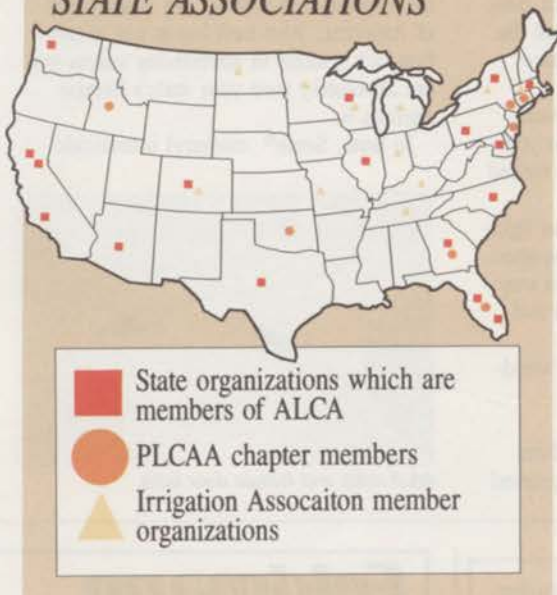 STATE ASSOCIATIONS
State organizations which are
members of ALCA
PLCAA chapter members
Irrigation Assocaiton member
organizations